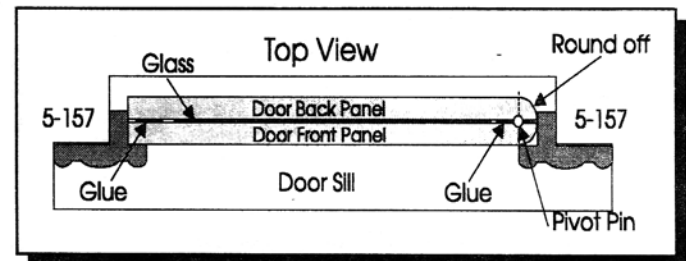 Top View
Round off
Glass
5-157
Door Back Panel
5-157
Door Front Panel
Glue
Door Sill
Glue
Pivot Pin